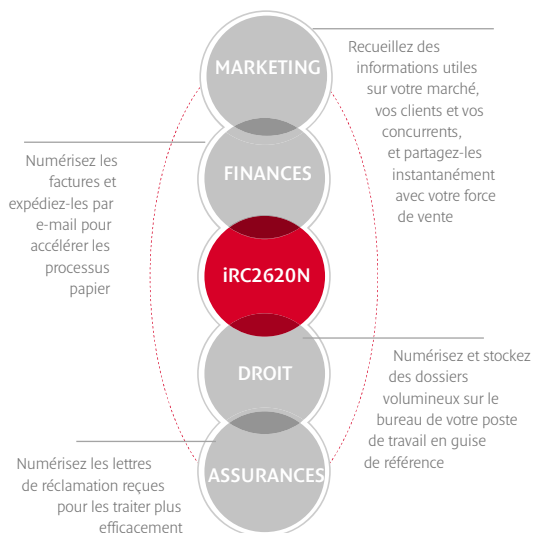 MARKETING
Recueillez des
informations utiles
sur votre marché,
vos clients et vos
concurrents,
et partagez-les
instantanément
avec votre force
de vente
Numérisez les
factures et
expédiez-les par
e-mail pour
accélérer les
processus
papier
FINANCES
iRC2620N
DROIT
Numérisez et stockez
des dossiers
volumineux sur le
bureau de votre poste
de travail en guise
de référence
ASSURANCES
Numérisez les lettres
de réclamation reçues
pour les traiter plus
efficacement